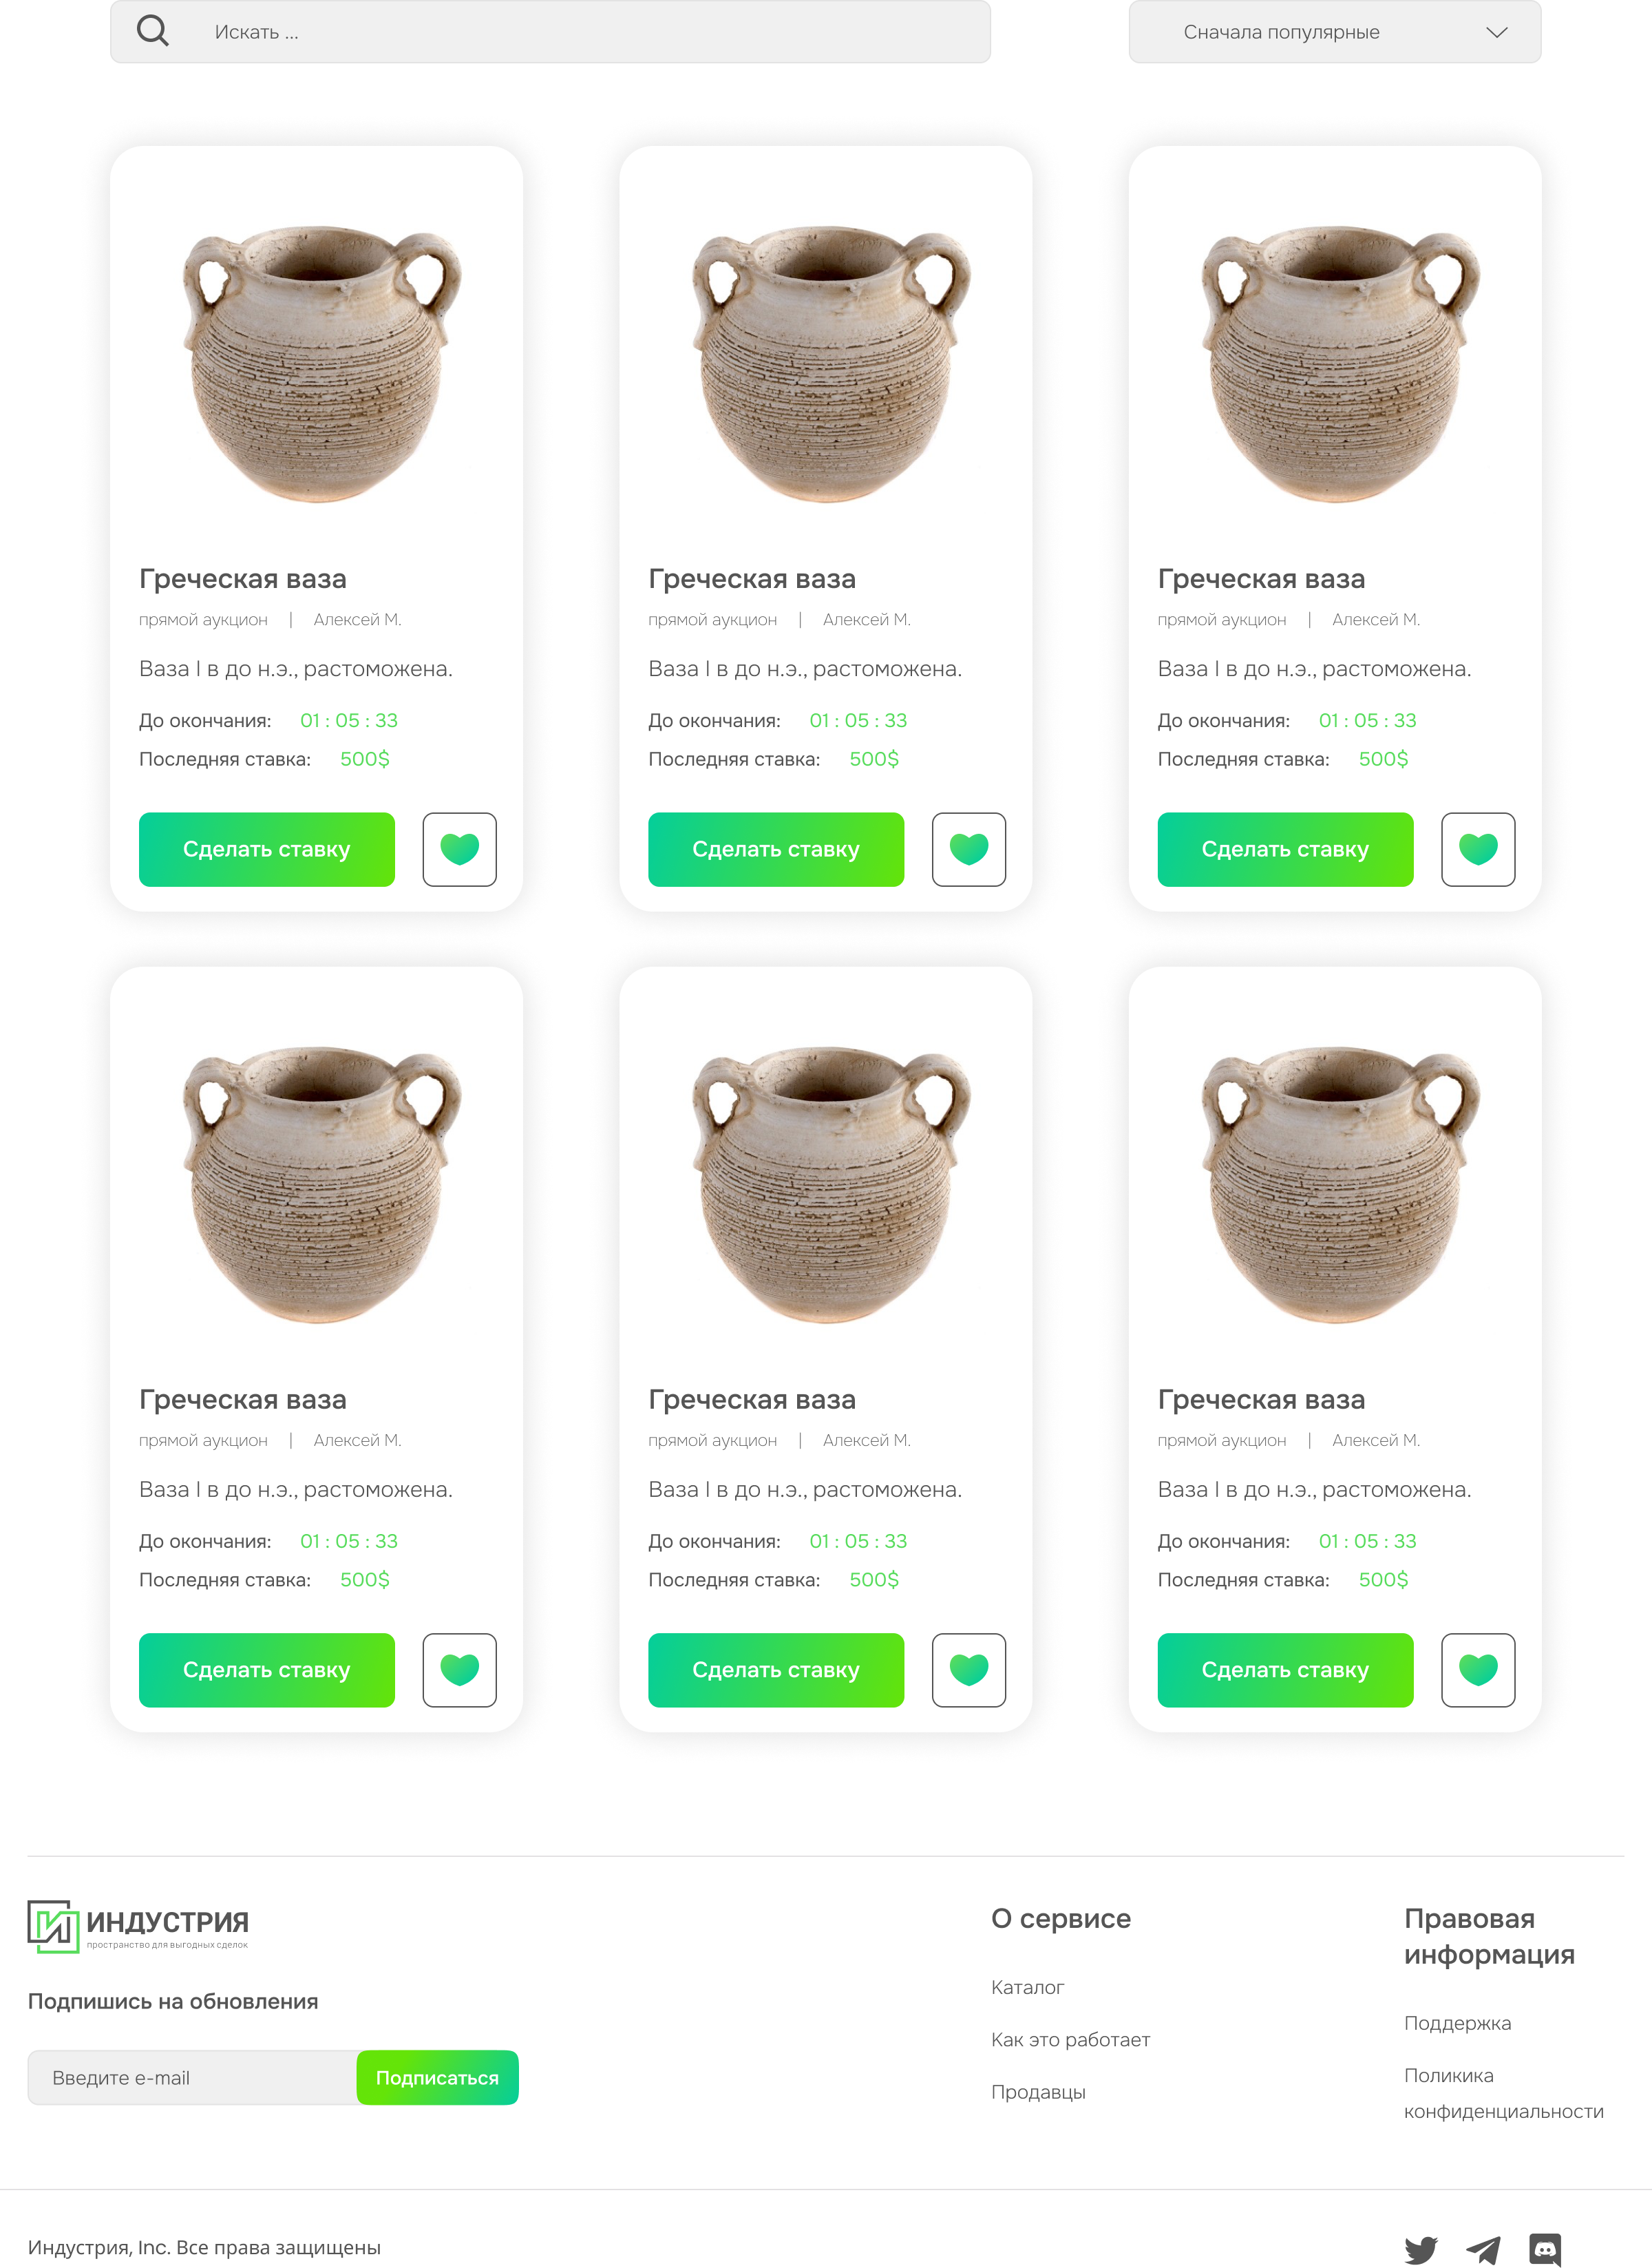 Искать ...
Сначала популярные
Греческая ваза
прямой аукцион | Алексей М.
Ваза I в до н.э., растоможена.
До окончания: 01 : 05 : 33
Последняя ставка: 500$
Сделать ставку
Греческая ваза
прямой аукцион | Алексей М.
Ваза I в до н.э., растоможена.
До окончания: 01 : 05 : 33
Последняя ставка: 500$
Сделать ставку
Греческая ваза
прямой аукцион | Алексей М.
Ваза I в до н.э., растоможена.
До окончания: 01 : 05 : 33
Последняя ставка: 500$
Сделать ставку
Греческая ваза
прямой аукцион | Алексей М.
Ваза I в до н.э., растоможена.
До окончания: 01 : 05 : 33
Последняя ставка: 500$
Сделать ставку
Греческая ваза
прямой аукцион | Алексей М.
Ваза I в до н.э., растоможена.
До окончания: 01 : 05 : 33
Последняя ставка: 500$
Сделать ставку
Греческая ваза
прямой аукцион | Алексей М.
Ваза I в до н.э., растоможена.
До окончания: 01 : 05 : 33
Последняя ставка: 500$
Сделать ставку
ИНДУСТРИЯ
пространство для выгодных сделок
Подпишись на обновления
Введите e-mail
Подписаться
О сервисе
Каталог
Как это работает
Продавцы
Правовая
информация
Поддержка
Поликика
конфиденциальности
Индустрия, Inc. Все права защищены